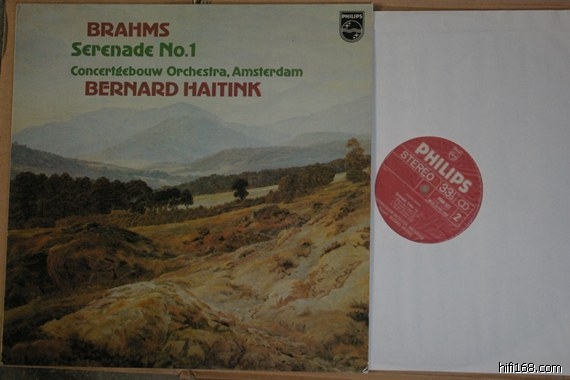 BRAHMS
Serenade No.1
Concertgebouw Orchestra, Amsterdam
BERNARD HAITINK
PHILIPS
PHILIPS
STEREO
33
2
hifi168.com